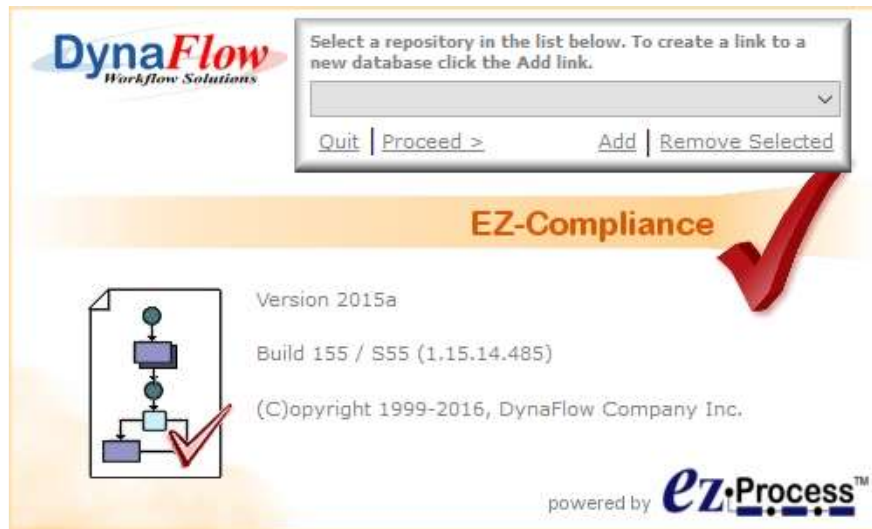 DynaFlow
Workflow Solutions
Select a repository in the list below. To create a link to a
new database click the Add link.
Quit | Proceed >
Add | Remove Selected
EZ-Compliance
Version 2015a
Build 155 / S55 (1.15.14.485)
(C)opyright 1999-2016, DynaFlow Company Inc.
powered by ez-Process™